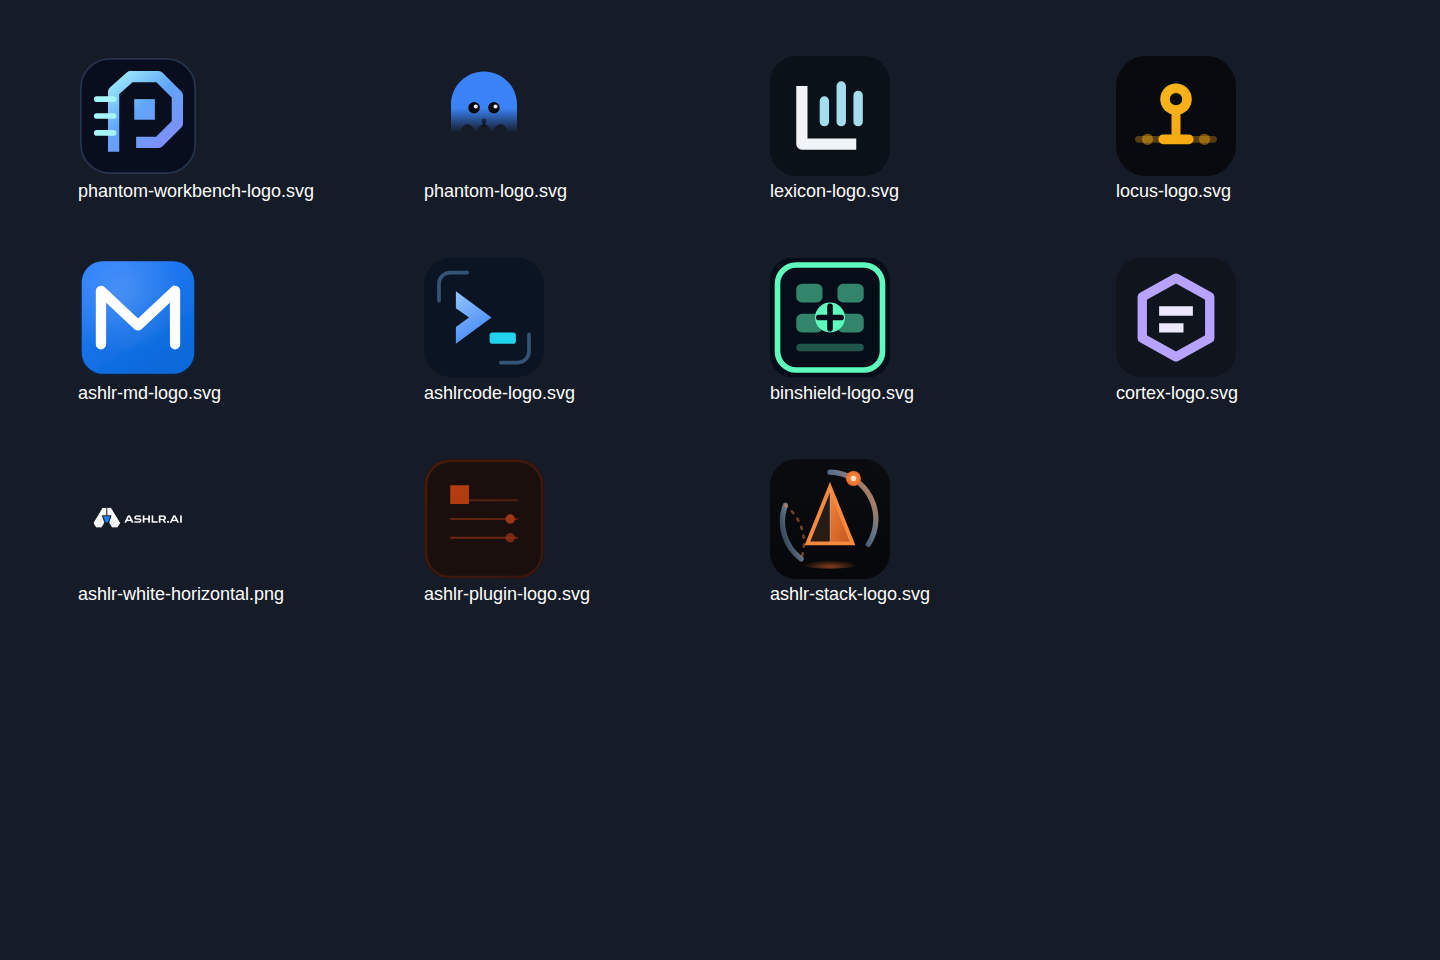 phantom-workbench-logo.svg
phantom-logo.svg
lexicon-logo.svg
locus-logo.svg
ashlr-md-logo.svg
ashlrcode-logo.svg
binshield-logo.svg
cortex-logo.svg
ASHLR.AI
ashlr-white-horizontal.png
ashlr-plugin-logo.svg
ashlr-stack-logo.svg